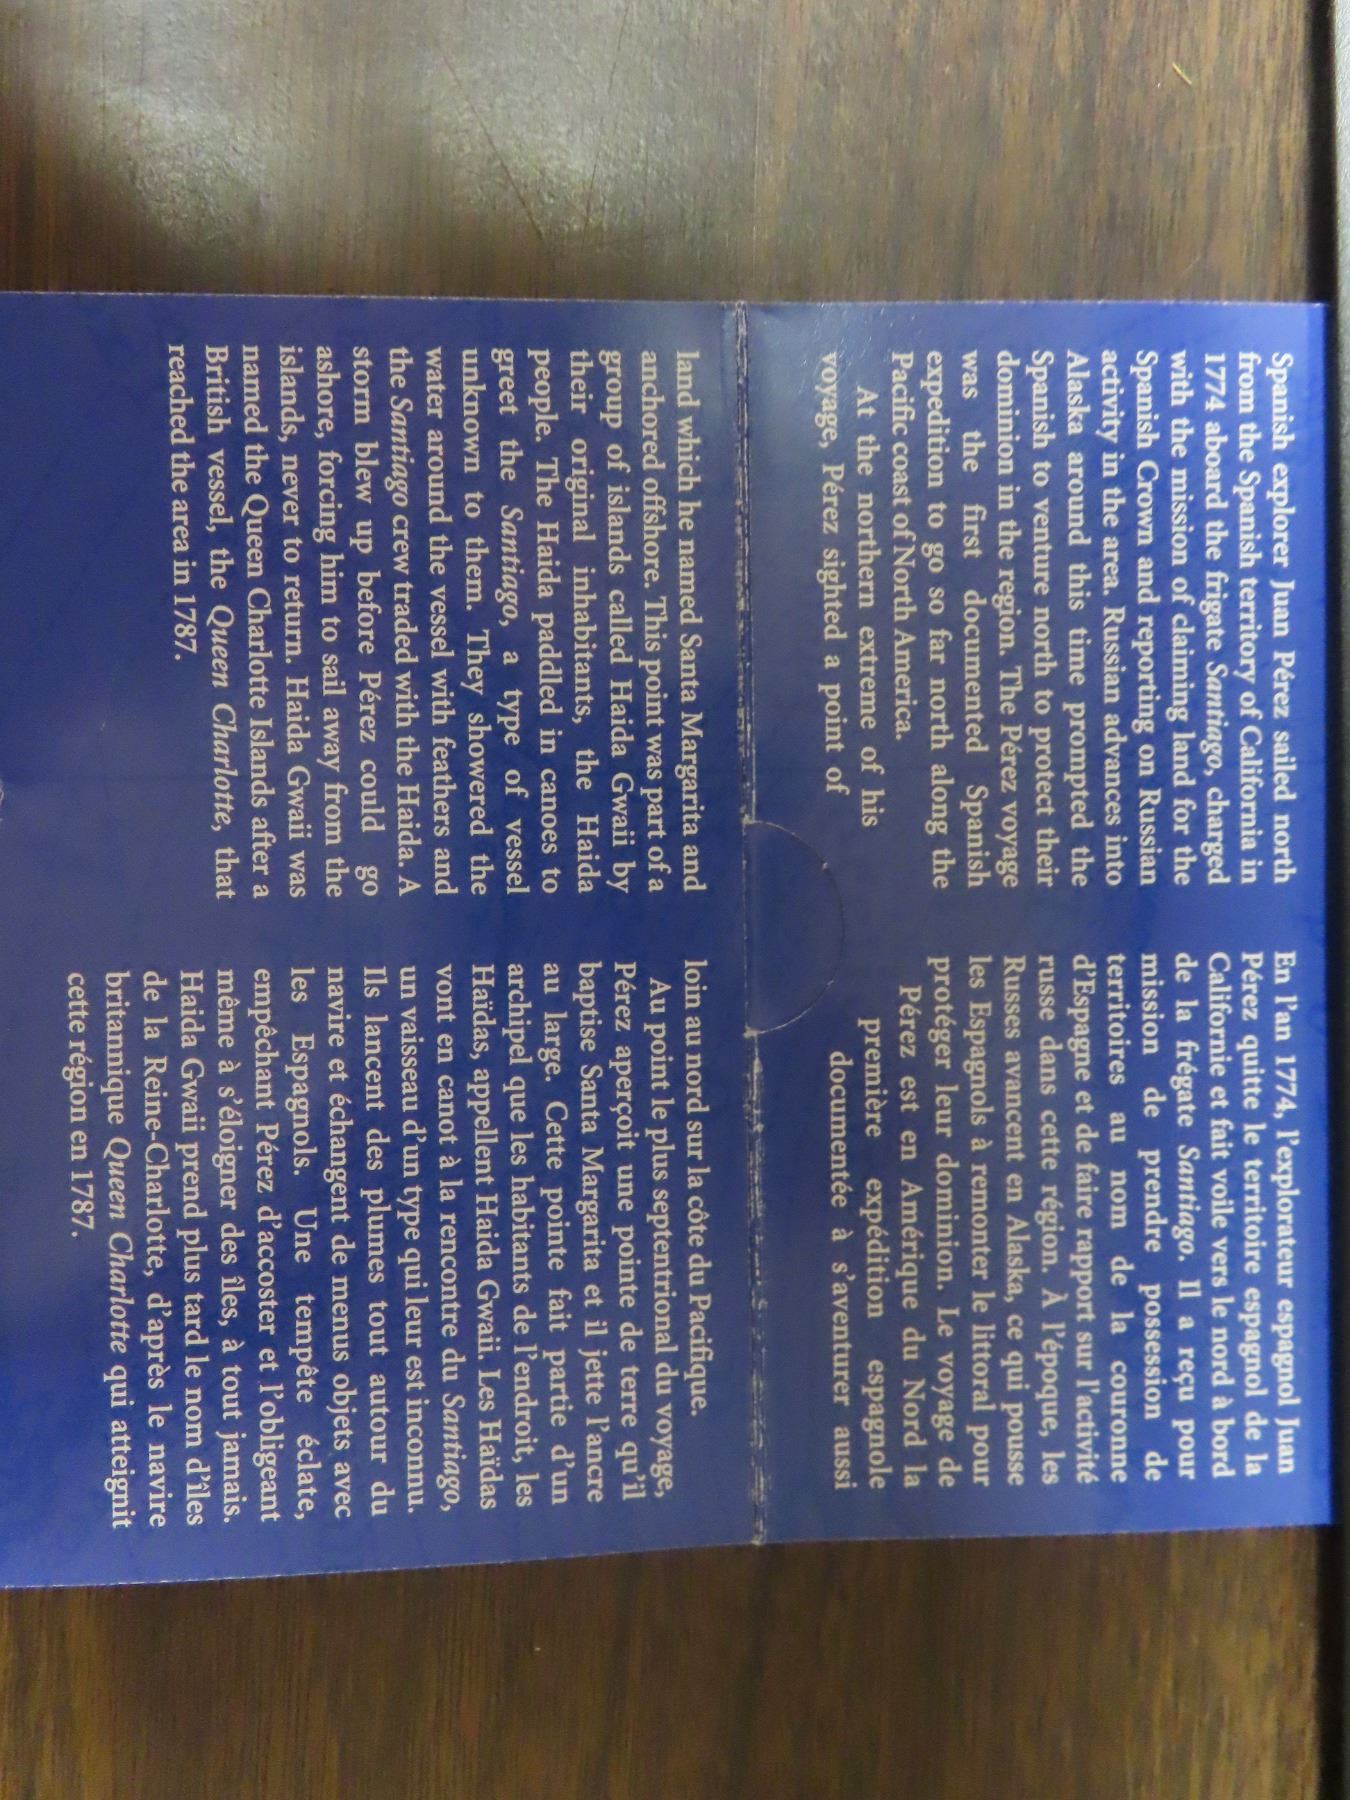 Spanish explorer Juan Pérez sailed north
from the Spanish territory of California in
1774 aboard the frigate Santiago, charged
with the mission of claiming land for the
Spanish Crown and reporting on Russian
activity in the area. Russian advances into
Alaska around this time prompted the
Spanish to venture north to protect their
dominion in the region. The Pérez voyage
was the first documented Spanish
expedition to go so far north along the
Pacific coast of North America.
At the northern extreme of his
voyage, Pérez sighted a point of
land which he named Santa Margarita and
anchored offshore. This point was part of a
group of islands called Haida Gwaii by
their original inhabitants, the Haida
people. The Haida paddled in canoes to
greet the Santiago, a type of vessel
unknown to them. They showered the
water around the vessel with feathers and
the Santiago crew traded with the Haida. A
storm blew up before Pérez could go
ashore, forcing him to sail away from the
islands, never to return. Haida Gwaii was
named the Queen Charlotte Islands after a
British vessel, the Queen Charlotte, that
reached the area in 1787.
En l'an 1774, l'explorateur espagnol Juan
Pérez quitte le territoire espagnol de la
Californie et fait voile vers le nord à bord
de la frégate Santiago. Il a reçu pour
mission de prendre possession de
territoires au nom de la couronne
d'Espagne et de faire rapport sur l'activité
russe dans cette région. À l'époque, les
Russes avancent en Alaska, ce qui pousse
les Espagnols à remonter le littoral pour
protéger leur dominion. Le voyage de
Pérez est en Amérique du Nord la
première expédition espagnole
documentée à s'aventurer aussi
loin au nord sur la côte du Pacifique.
Au point le plus septentrional du voyage,
Pérez aperçoit une pointe de terre qu'il
baptise Santa Margarita et il jette l'ancre
au large. Cette pointe fait partie d'un
archipel que les habitants de l'endroit, les
Haïdas, appellent Haida Gwaii. Les Haïdas
vont en canot à la rencontre du Santiago,
un vaisseau d'un type qui leur est inconnu.
Ils lancent des plumes tout autour du
navire et échangent de menus objets avec
les Espagnols. Une tempête éclate,
empêchant Pérez d'accoster et l'obligeant
même à s'éloigner des îles, à tout jamais.
Haida Gwaii prend plus tard le nom d'îles
de la Reine-Charlotte, d'après le navire
britannique Queen Charlotte qui atteignit
cette région en 1787.